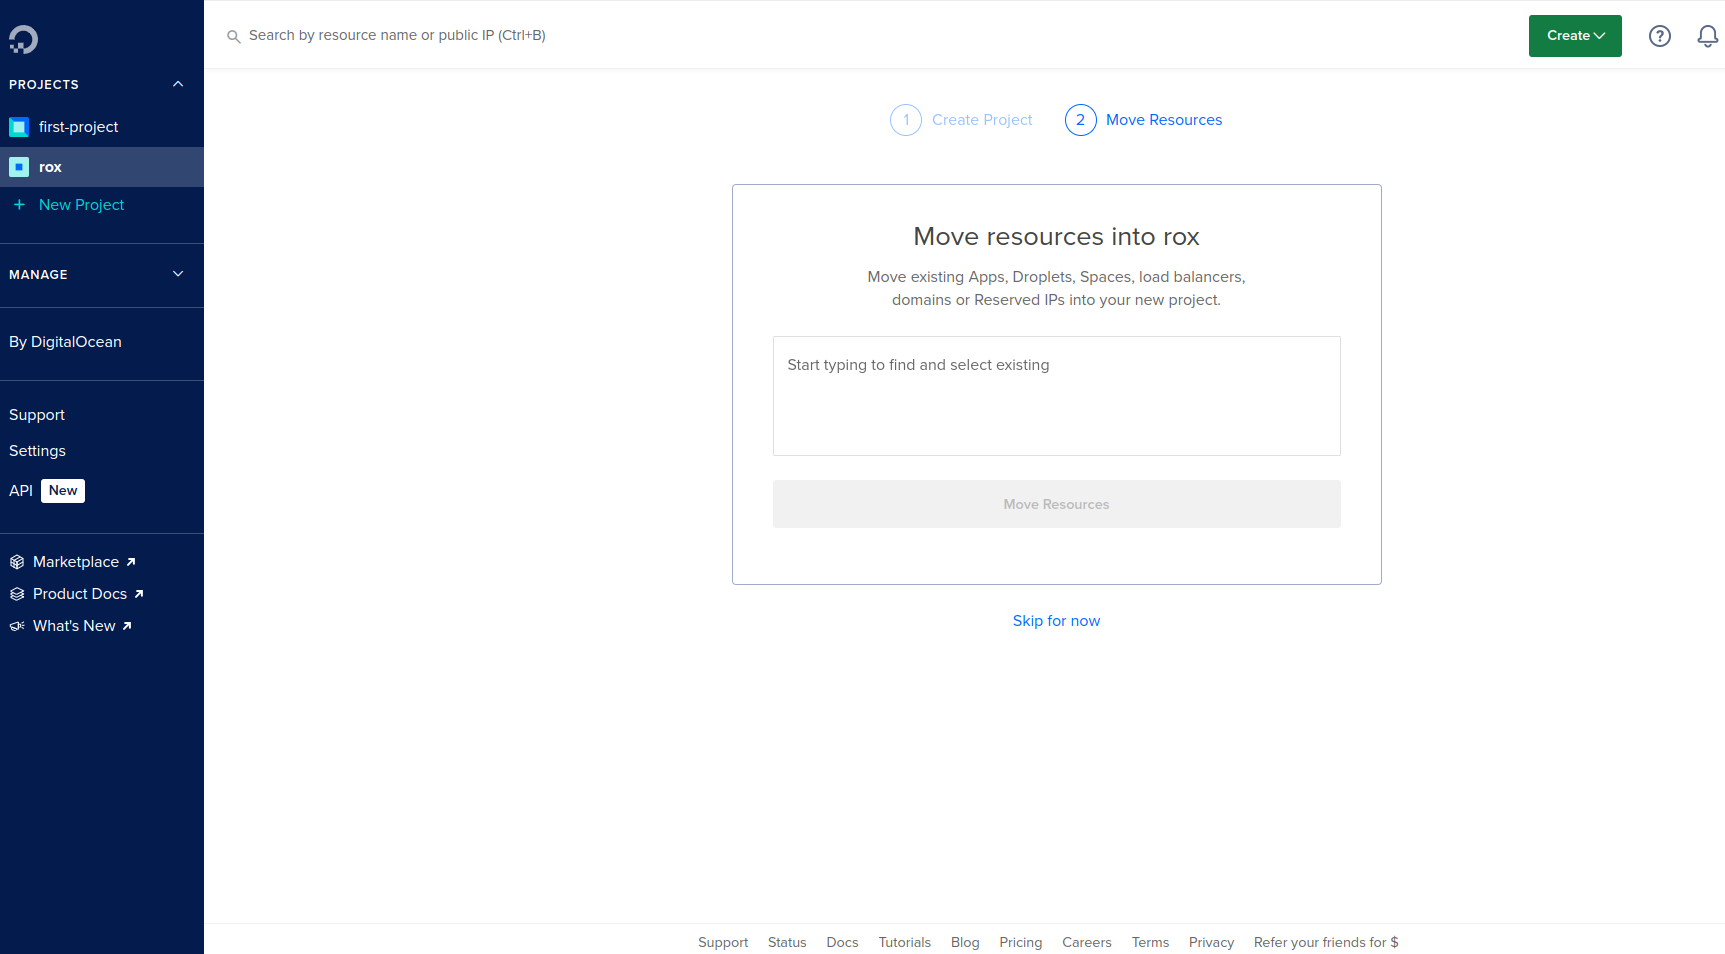 Search by resource name or public IP (Ctrl+B)
Create
PROJECTS
first-project
rox
+ New Project
MANAGE
By DigitalOcean
Support
Settings
API New
Marketplace
Product Docs
What's New
1 Create Project 2 Move Resources
Move resources into rox
Move existing Apps, Droplets, Spaces, load balancers,
domains or Reserved IPs into your new project.
Start typing to find and select existing
Move Resources
Skip for now
Support Status Docs Tutorials Blog Pricing Careers Terms Privacy Refer your friends for $